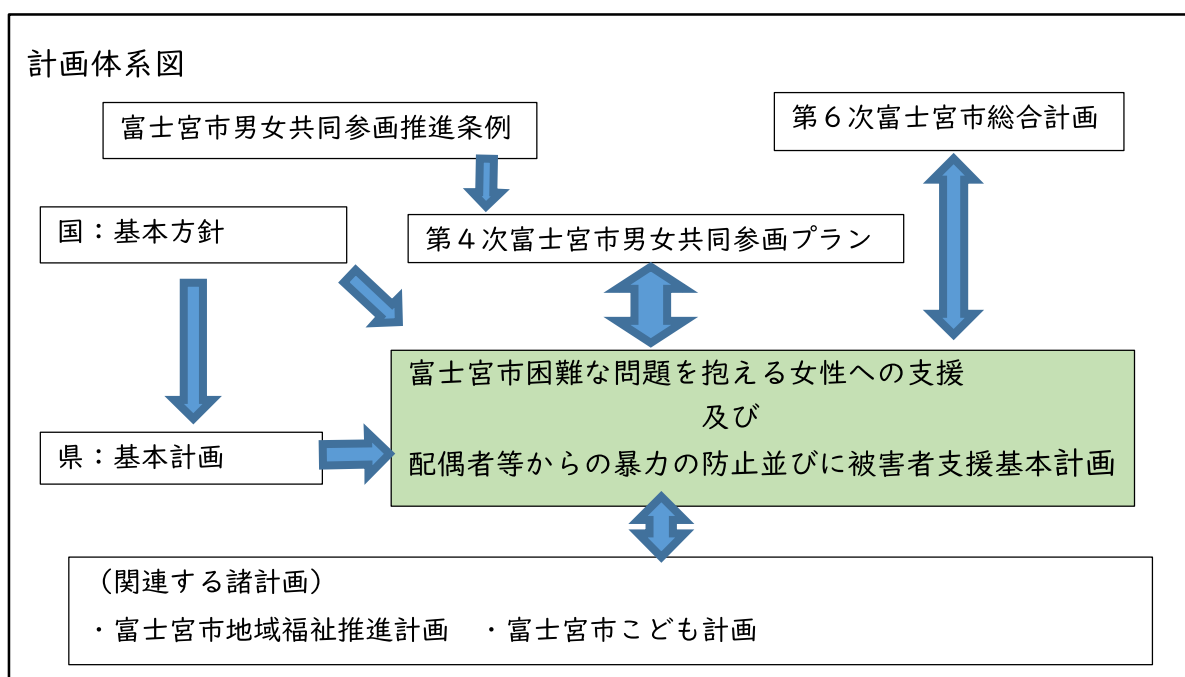 計画体系図
富士宮市男女共同参画推進条例
第６次富士宮市総合計画
国：基本方針
第４次富士宮市男女共同参画プラン
富士宮市困難な問題を抱える女性への支援
及び
配偶者等からの暴力の防止並びに被害者支援基本計画
県：基本計画
（関連する諸計画）
・富士宮市地域福祉推進計画　・富士宮市こども計画